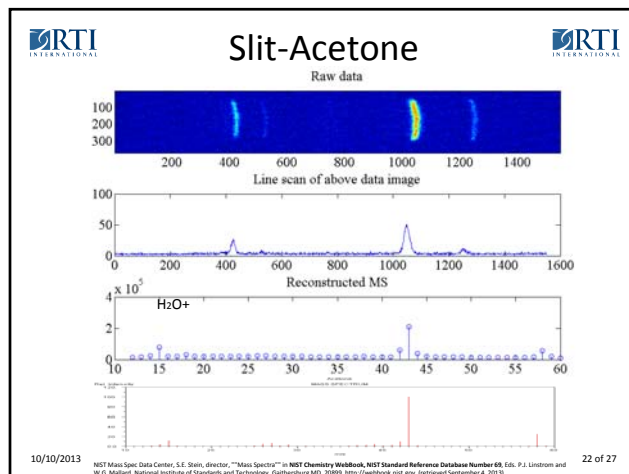 RTI
INTERNATIONAL
Slit-Acetone
RTI
INTERNATIONAL
Raw data
100
200
300
200 400 600 800 1000 1200 1400
Line scan of above data image
100
50
0
0 200 400 600 800 1000 1200 1400 1600
Reconstructed MS
x 10^5
4
2
0
H2O+
10 15 20 25 30 35 40 45 50 55 60
MASS SPECTRUM
10/10/2013
NIST Mass Spec Data Center, S.E. Stein, director, ""Mass Spectra"" in NIST Chemistry WebBook, NIST Standard Reference Database Number 69, Eds. P.J. Linstrom and
W.G. Mallard, National Institute of Standards and Technology, Gaithersburg MD, 20899, http://webbook.nist.gov, (retrieved September 4, 2013).
22 of 27